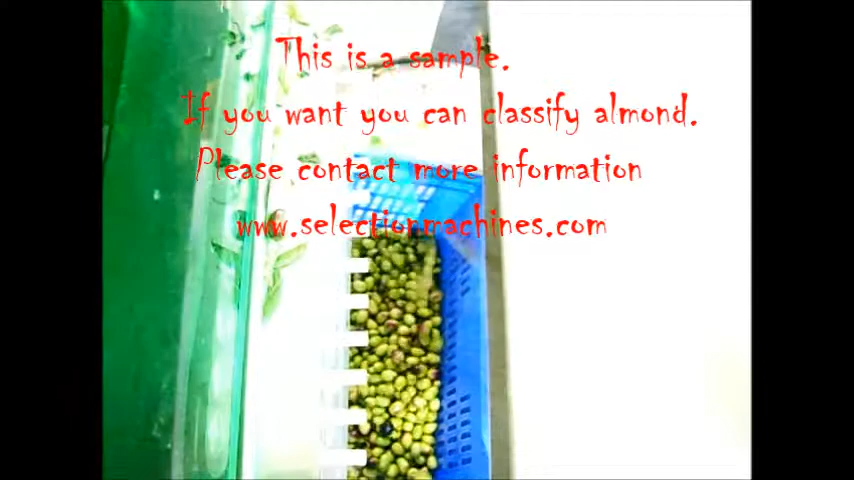 This is a sample.
If you want you can classify almond.
Please contact more information
www.selectionmachines.com